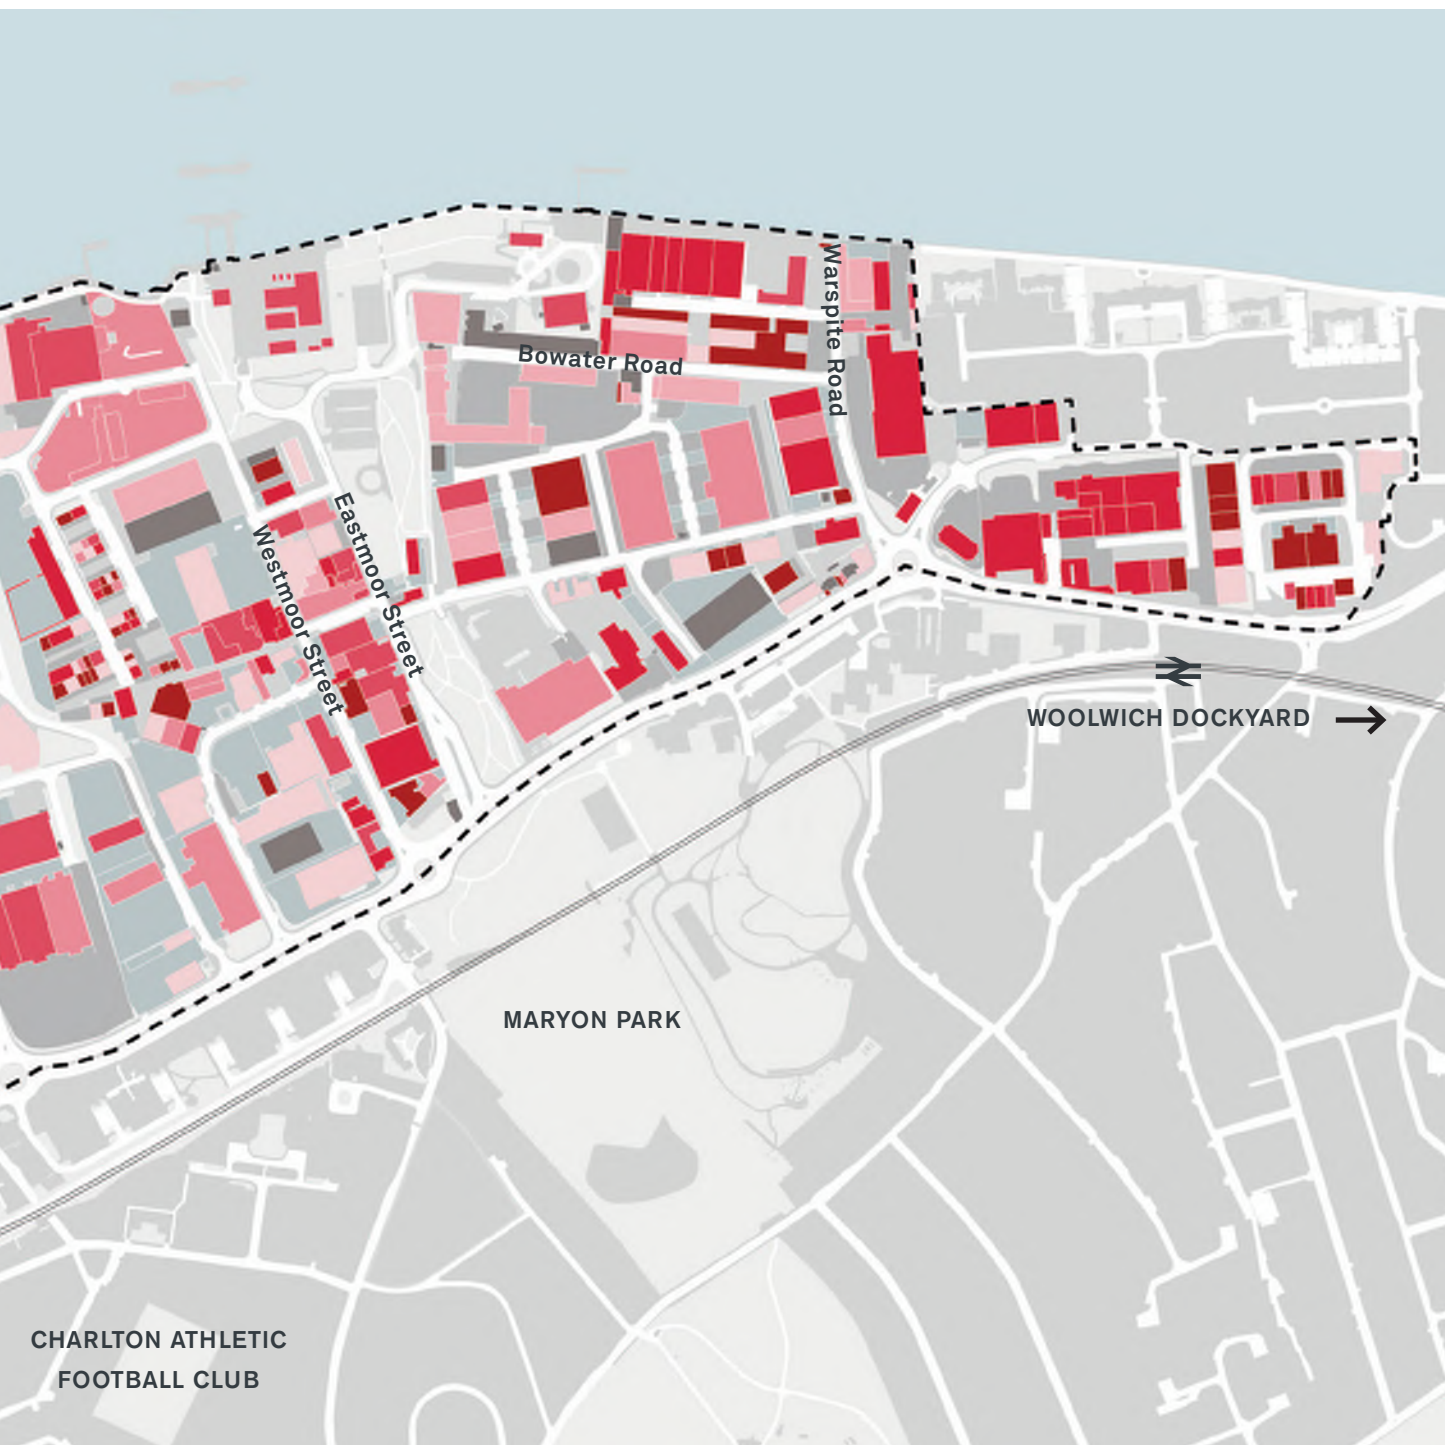 Warspite Road
Bowater Road
Eastmoor Street
Westmoor Street
WOOLWICH DOCKYARD
MARYON PARK
CHARLTON ATHLETIC
FOOTBALL CLUB